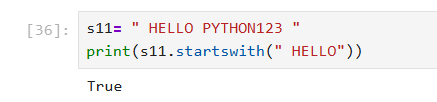 [36]: s11= " HELLO PYTHON123 "
print(s11.startswith(" HELLO"))
True